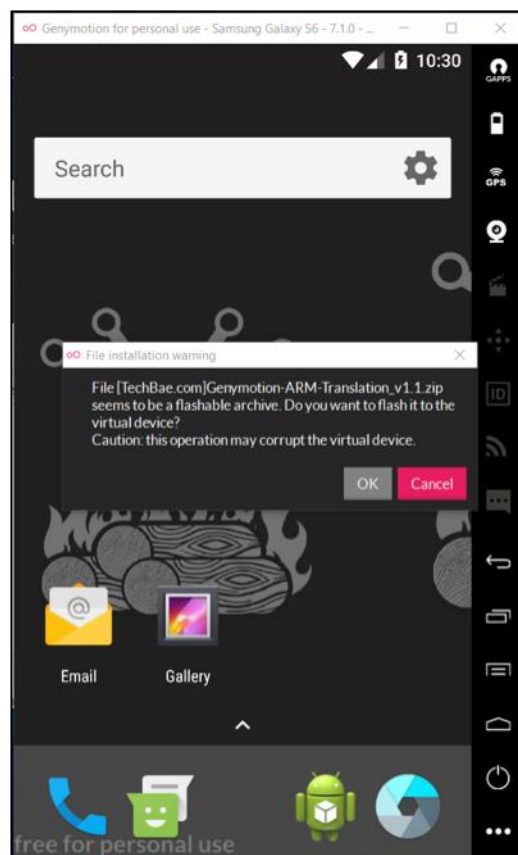 Genymotion for personal use - Samsung Galaxy S6 - 7.1.0 - ...
10:30
GAPPS
Search
GPS
File installation warning
File [TechBae.com]Genymotion-ARM-Translation_v1.1.zip
seems to be a flashable archive. Do you want to flash it to the
virtual device?
Caution: this operation may corrupt the virtual device.
OK
Cancel
ID
@
Email
Gallery
free for personal use